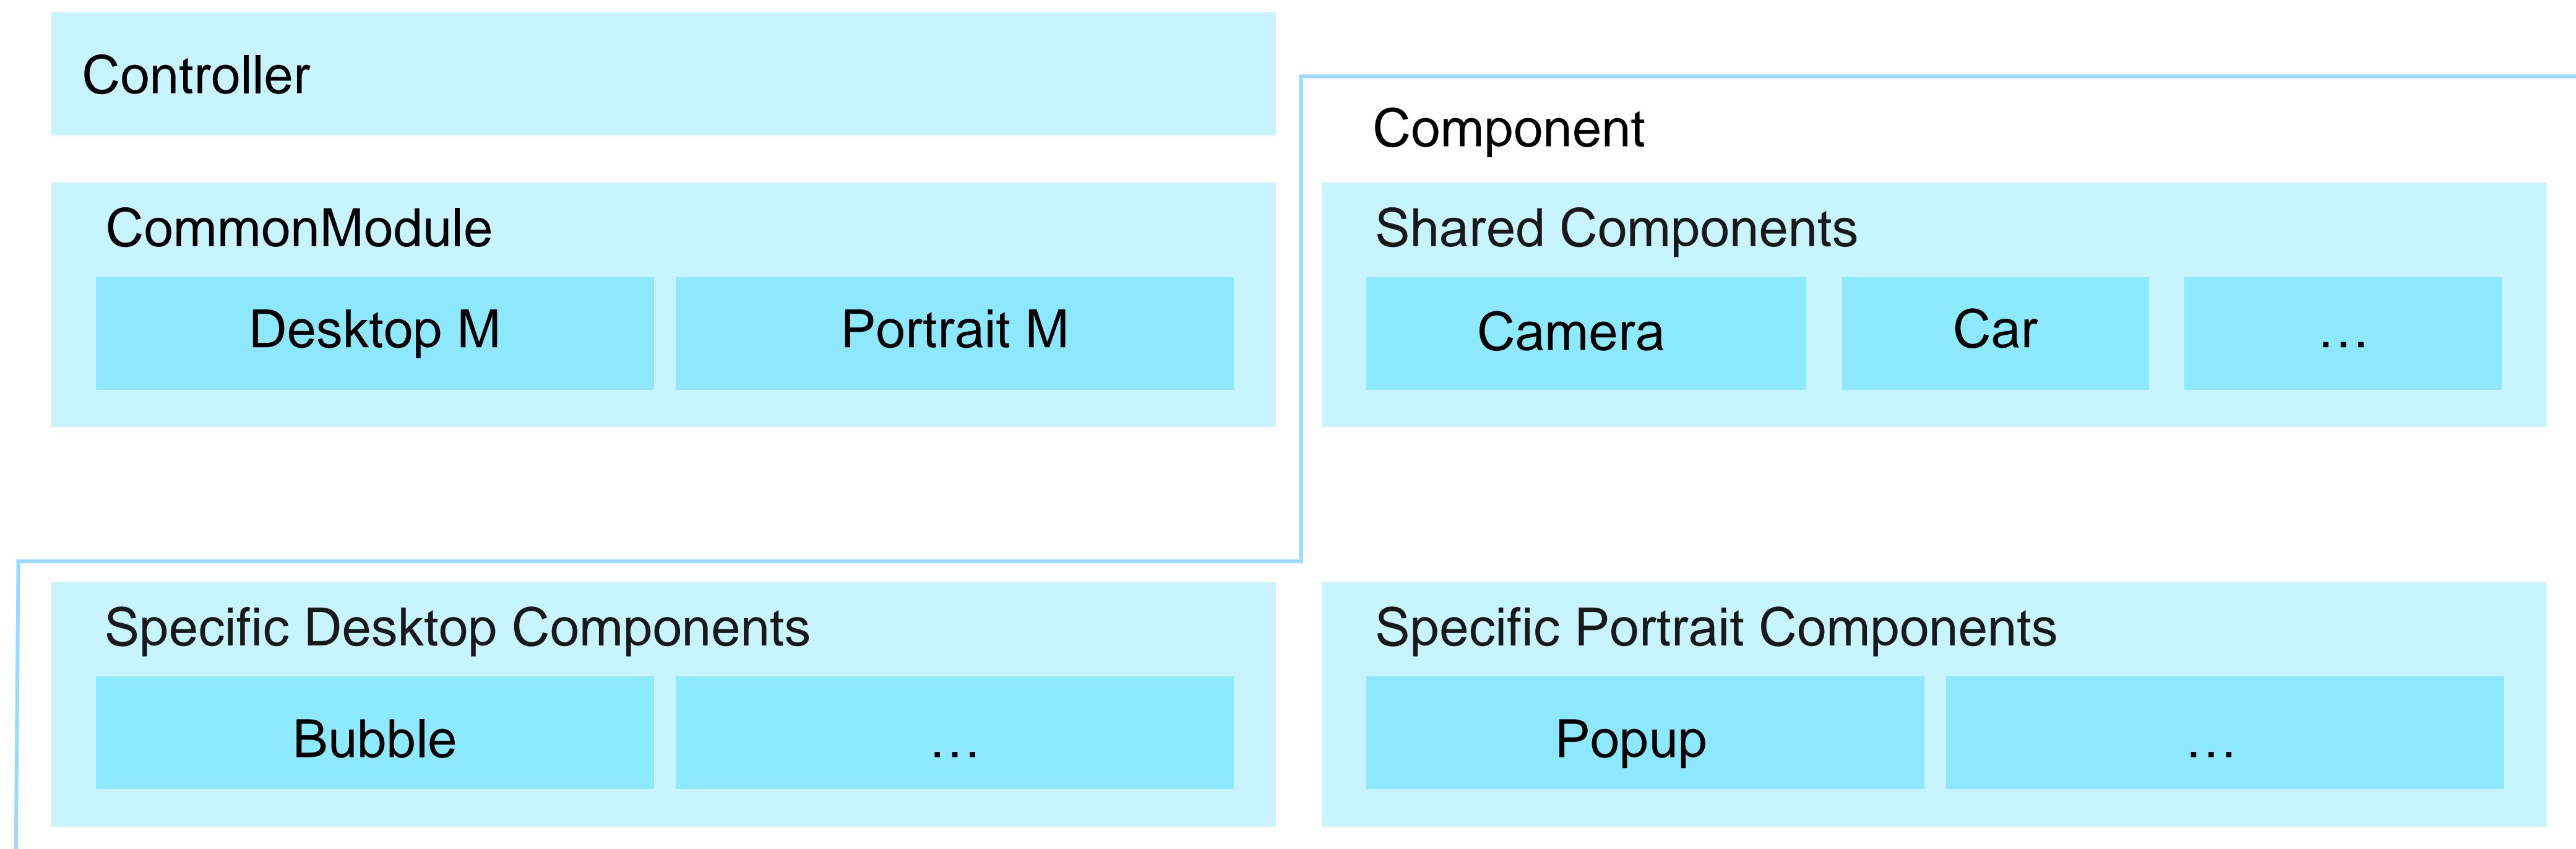 Controller
Component
CommonModule
Desktop M
Portrait M
Shared Components
Camera
Car
…
Specific Desktop Components
Bubble
…
Specific Portrait Components
Popup
…